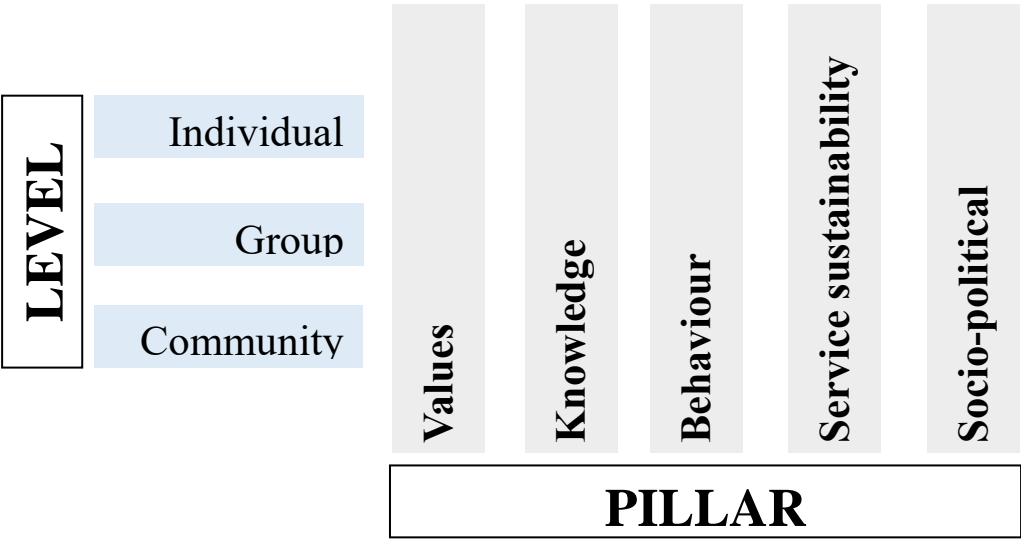 LEVEL
Individual
Group
Community
Values
Knowledge
Behaviour
Service sustainability
Socio-political
PILLAR